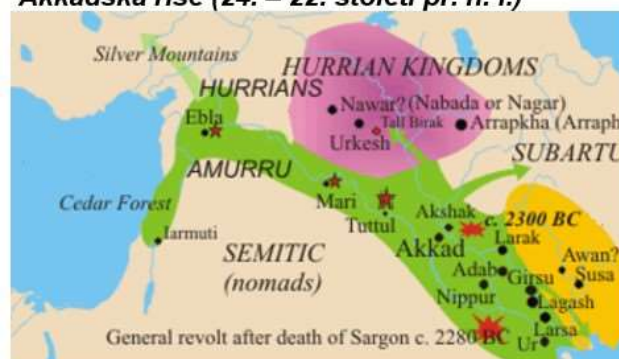 Akkadská říše (24. – 22. století př. n. l.)
Silver Mountains
HURRIANS
HURRIAN KINGDOMS
Ebla
Nawar? (Nabada or Nagar)
Tall Birak
Arrapkha (Arraph
Urkesh
AMURRU
SUBARTU
Mari
Cedar Forest
Tuttul
Akshak
c. 2300 BC
Iarmuti
Akkad
Larak
SEMITIC
(nomads)
Awan?
Adab
Girsu
Susa
Nippur
Lagash
General revolt after death of Sargon c. 2280 BC
Larsa
Ur